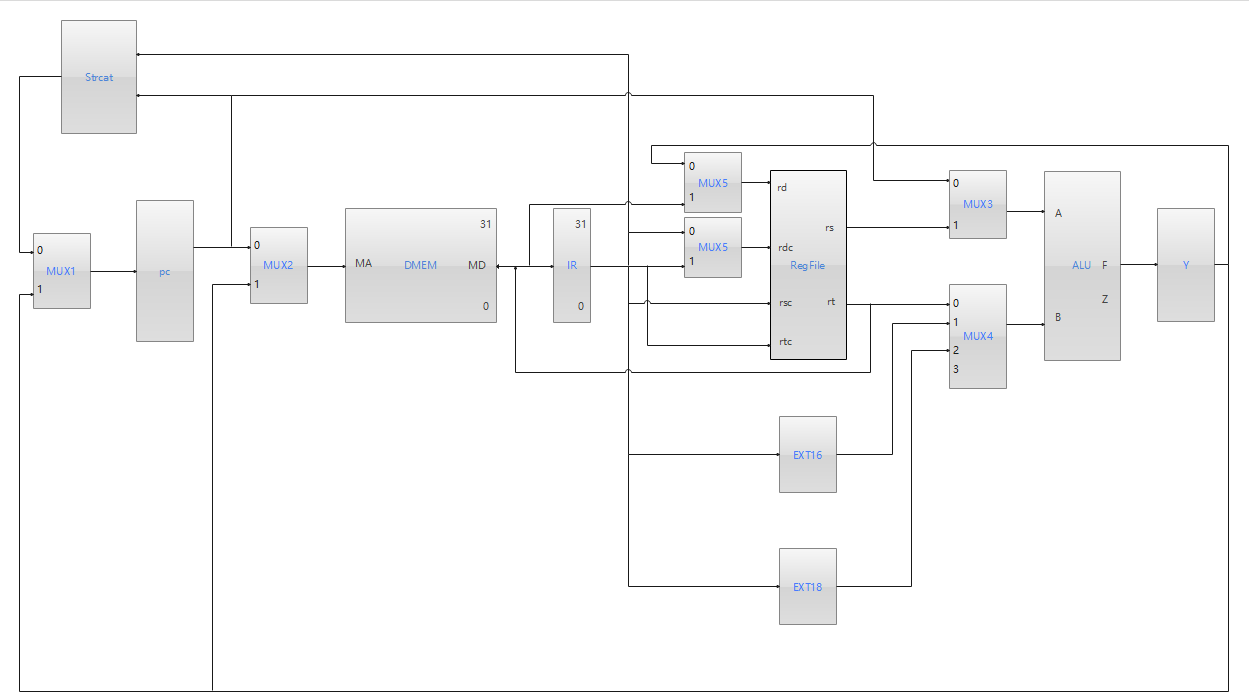 Strcat
0
MUX1
1
pc
0
MUX2
1
31
MA DMEM MD
0
31
IR
0
0
MUX5
1
0
MUX5
1
rd
rs
rdc
RegFile
rsc rt
rtc
0
MUX3
1
0
1
MUX4
2
3
A
ALU F
Z
B
Y
EXT16
EXT18